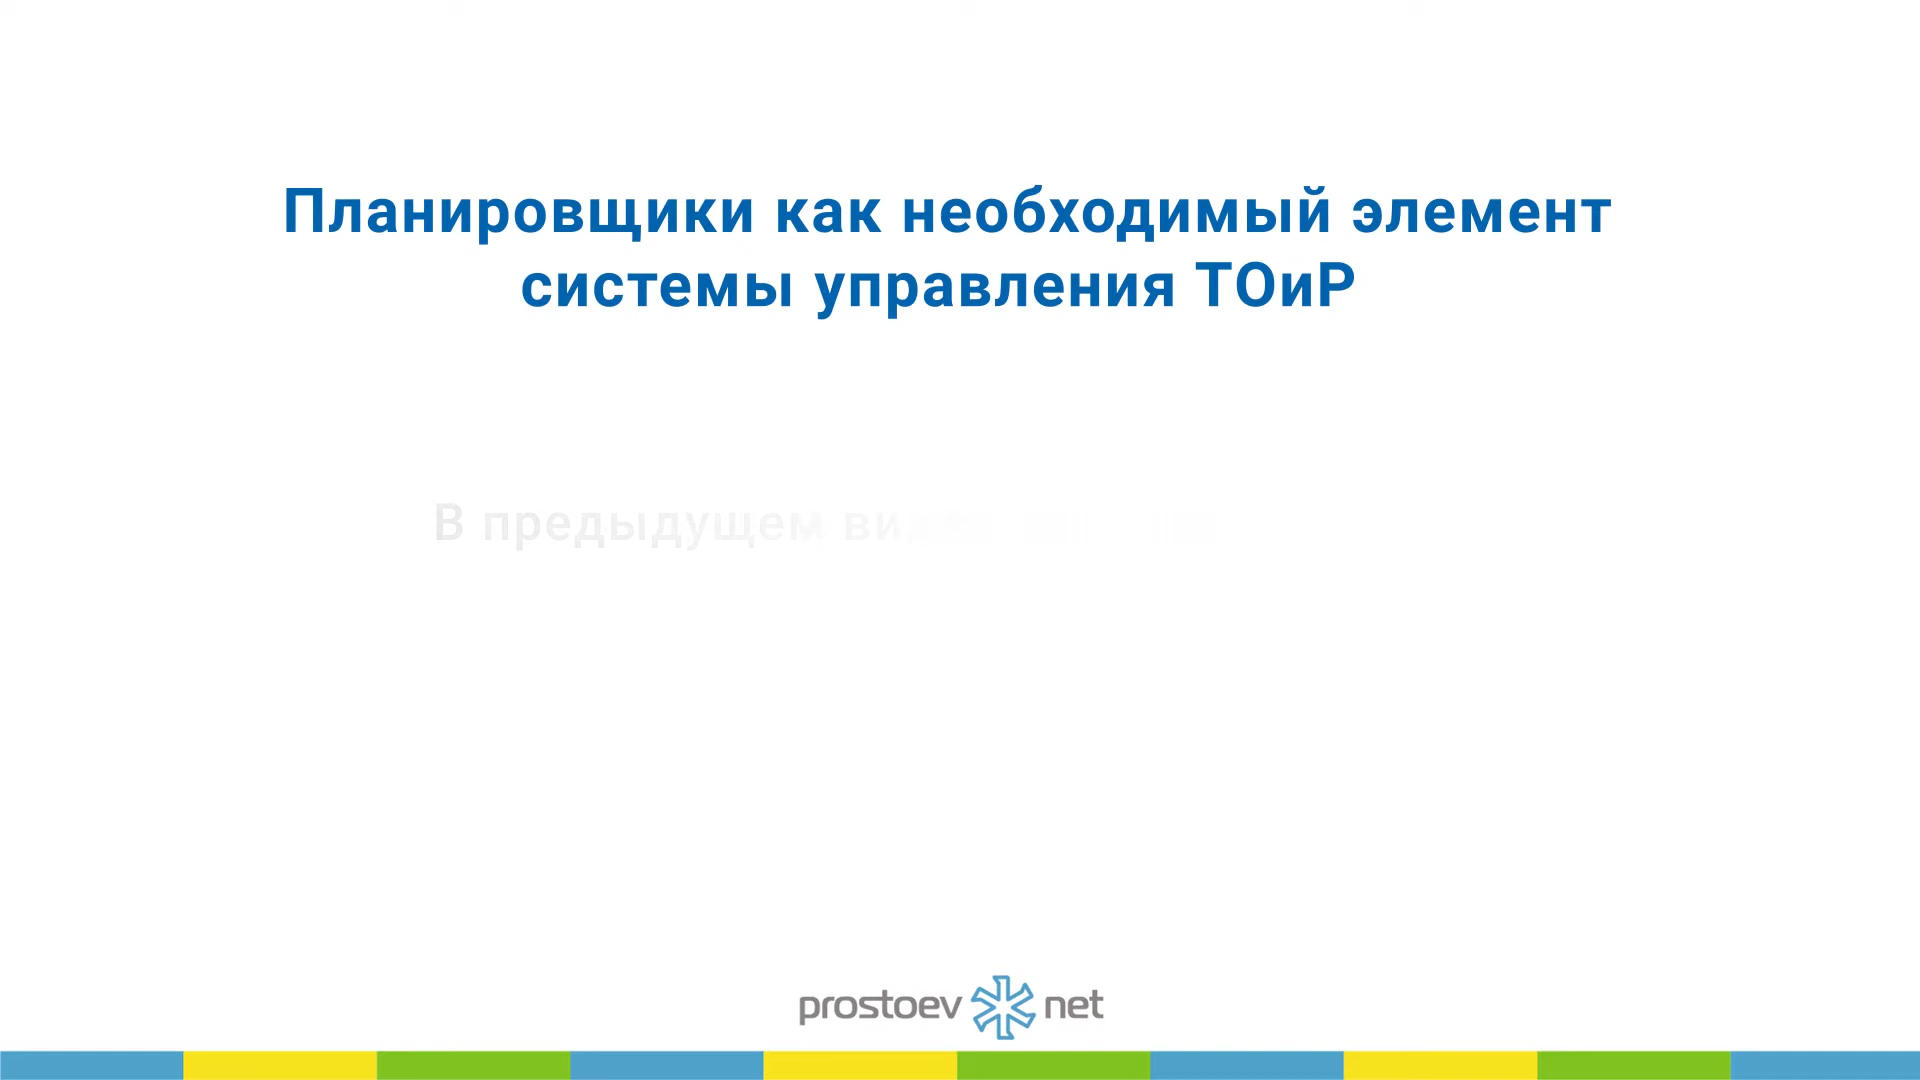 Планировщики как необходимый элемент
системы управления ТОиР
В предыдущем
prostoev net